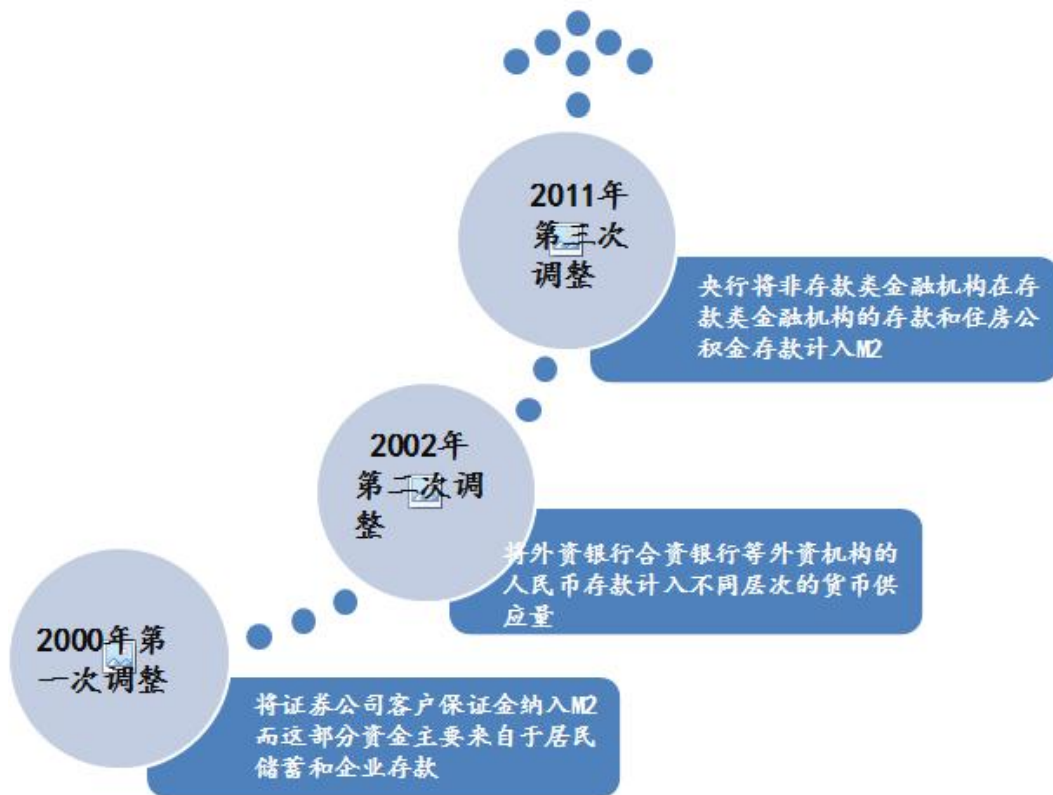 2011年
第三次
调整
央行将非存款类金融机构在存
款类金融机构的存款和住房公
积金存款计入M2
2002年
第二次调
整
将外资银行合资银行等外资机构的
人民币存款计入不同层次的货币供
应量
2000年第
一次调整
将证券公司客户保证金纳入M2
而这部分资金主要来自于居民
储蓄和企业存款